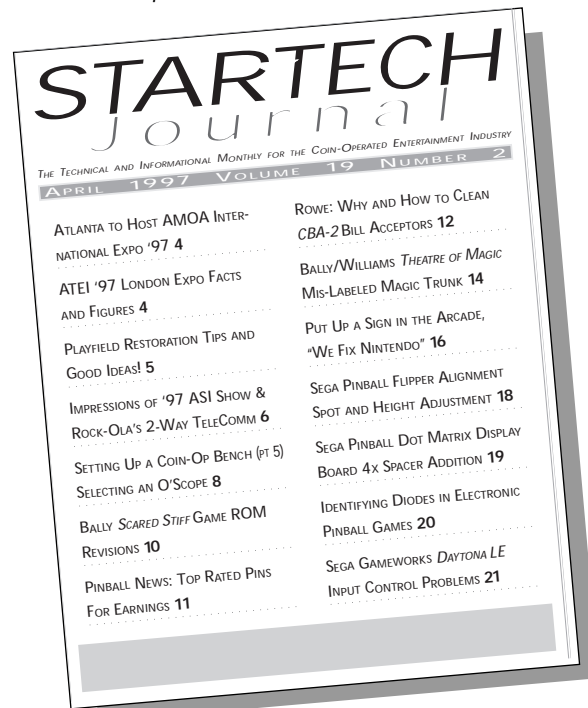 STARTECH
Journal
THE TECHNICAL AND INFORMATIONAL MONTHLY FOR THE COIN-OPERATED ENTERTAINMENT INDUSTRY
APRIL 1997 VOLUME 19 NUMBER 2
ATLANTA TO HOST AMOA INTER-
NATIONAL EXPO '97 4
ATEI '97 LONDON EXPO FACTS
AND FIGURES 4
PLAYFIELD RESTORATION TIPS AND
GOOD IDEAS! 5
IMPRESSIONS OF '97 ASI SHOW &
ROCK-OLA'S 2-WAY TELECOMM 6
SETTING UP A COIN-OP BENCH (PT 5)
SELECTING AN O'SCOPE 8
BALLY SCARED STIFF GAME ROM
REVISIONS 10
PINBALL NEWS: TOP RATED PINS
FOR EARNINGS 11
ROWE: WHY AND HOW TO CLEAN
CBA-2 BILL ACCEPTORS 12
BALLY/WILLIAMS THEATRE OF MAGIC
MIS-LABELED MAGIC TRUNK 14
PUT UP A SIGN IN THE ARCADE,
"WE FIX NINTENDO" 16
SEGA PINBALL FLIPPER ALIGNMENT
SPOT AND HEIGHT ADJUSTMENT 18
SEGA PINBALL DOT MATRIX DISPLAY
BOARD 4X SPACER ADDITION 19
IDENTIFYING DIODES IN ELECTRONIC
PINBALL GAMES 20
SEGA GAMEWORKS DAYTONA LE
INPUT CONTROL PROBLEMS 21